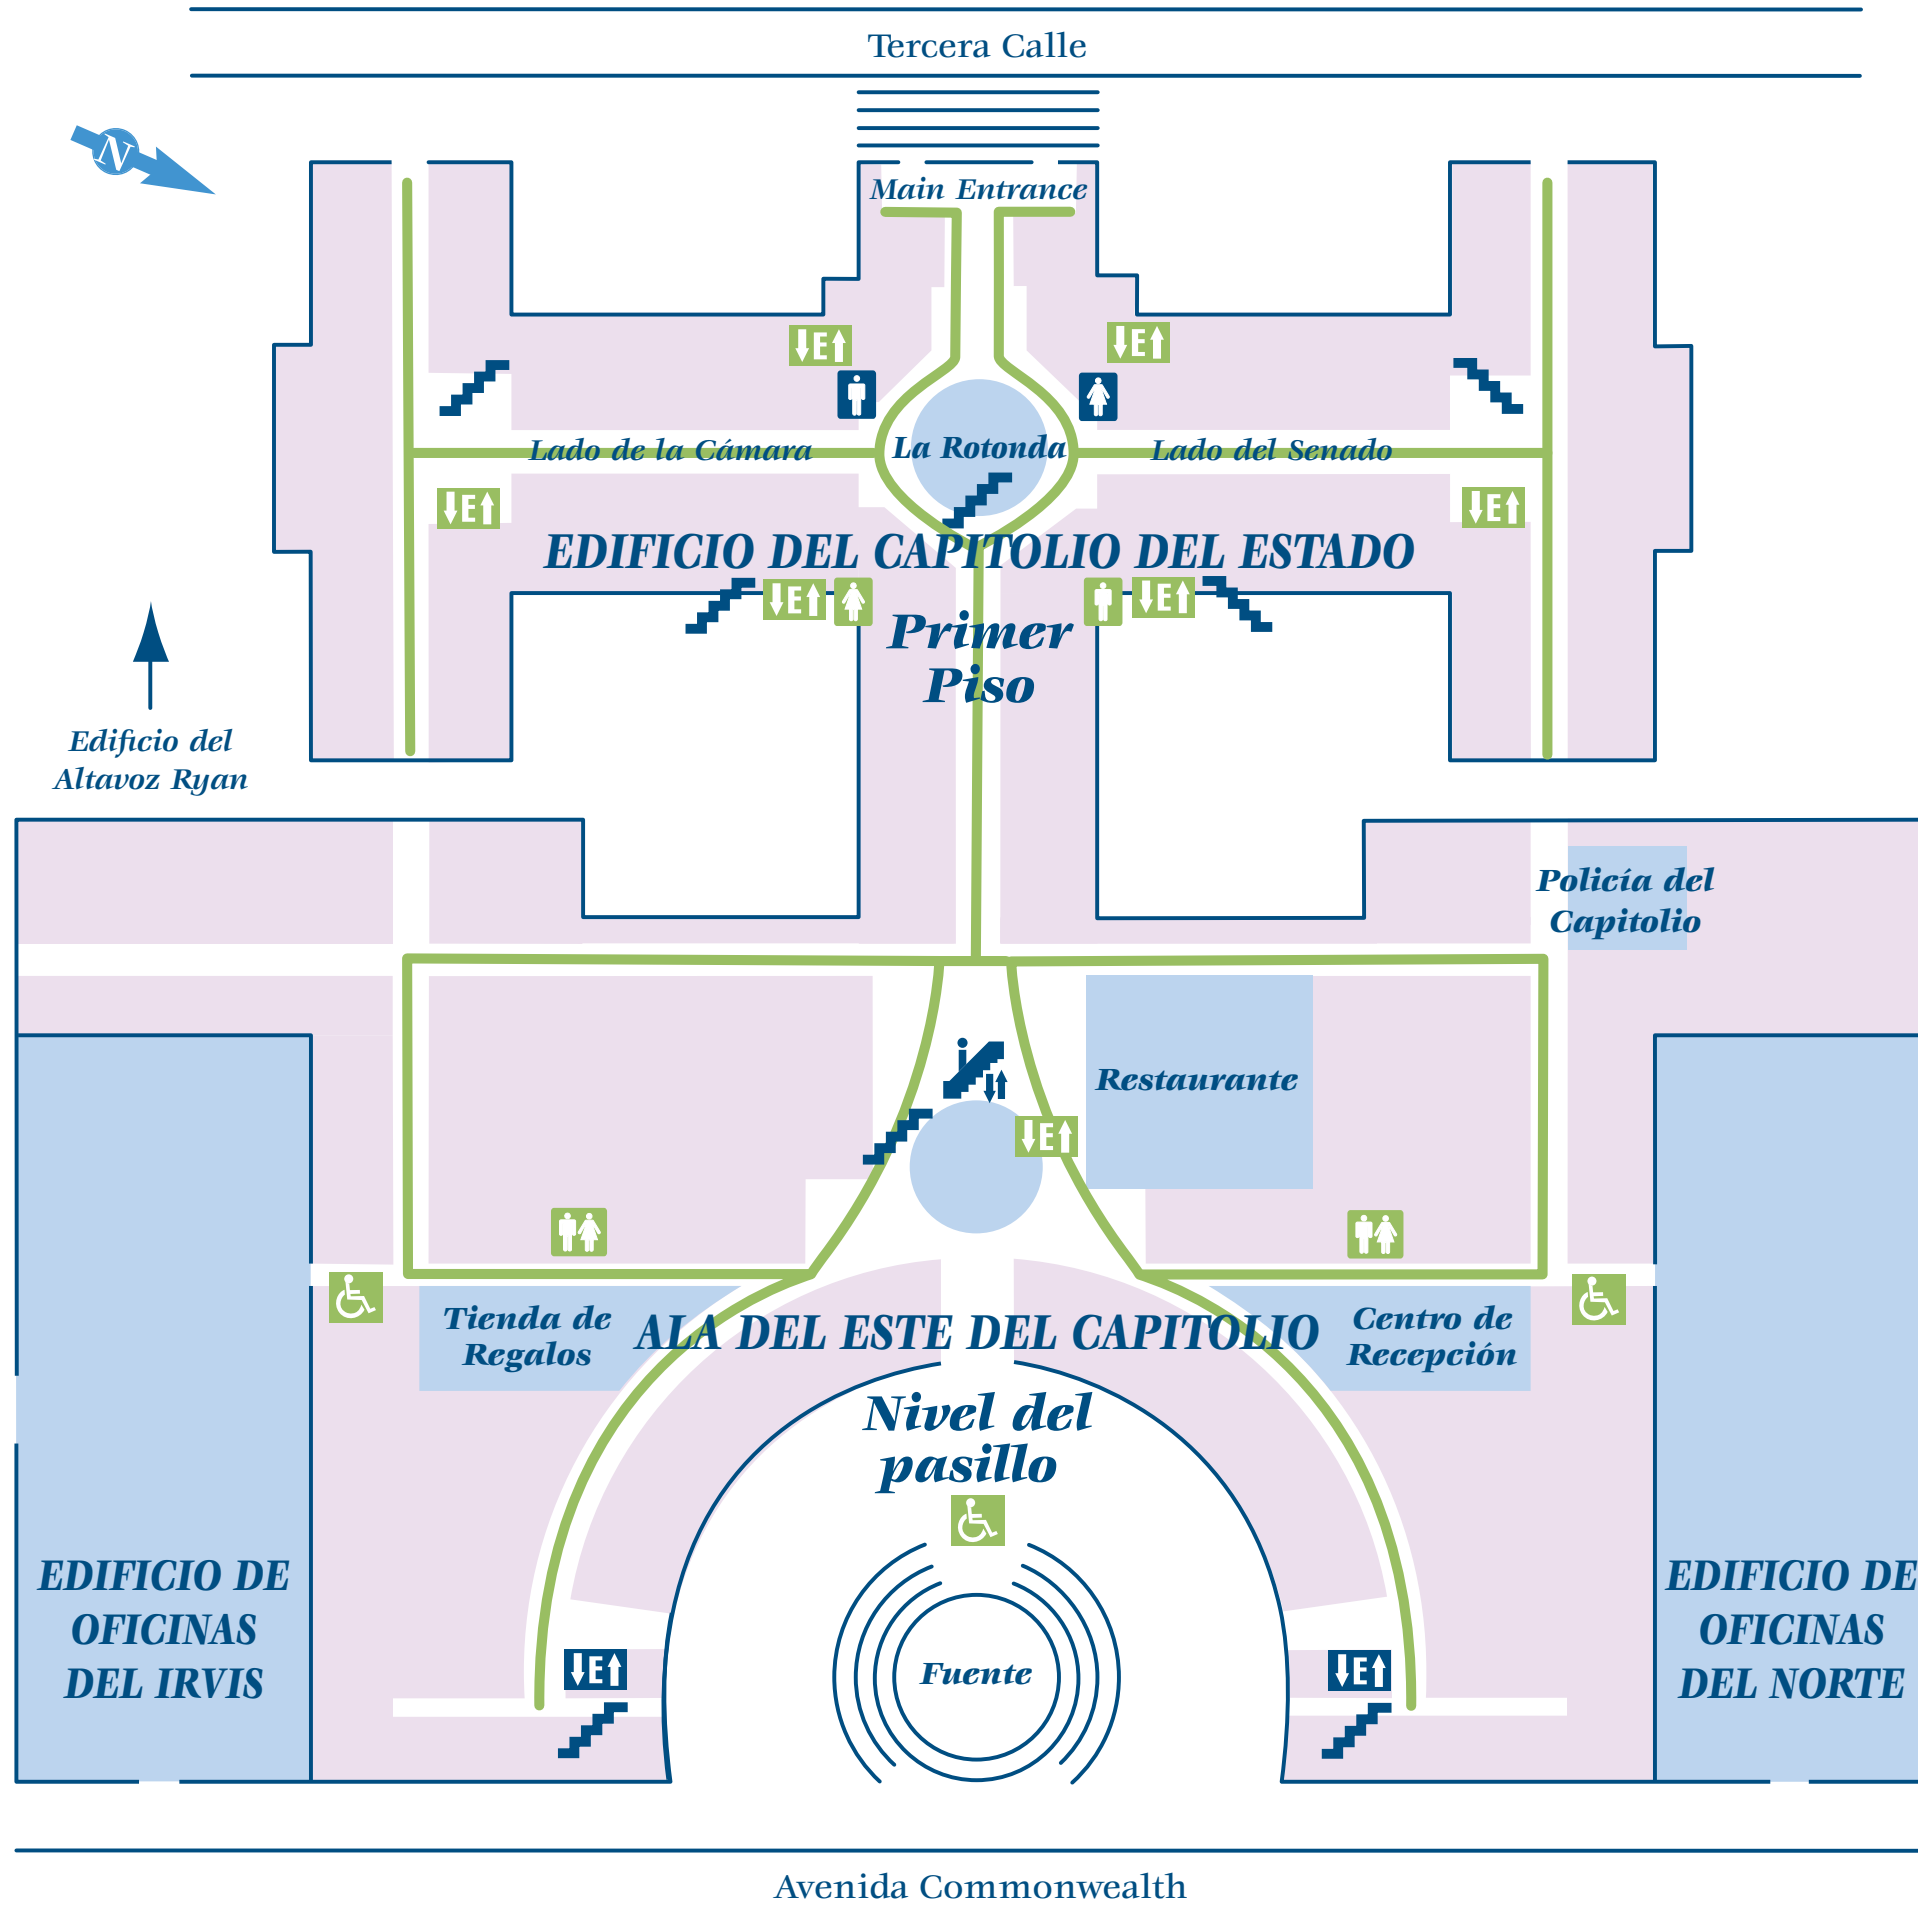 Tercera Calle
N
Main Entrance
E
E
Lado de la Cámara
La Rotonda
Lado del Senado
E
E
EDIFICIO DEL CAPITOLIO DEL ESTADO
E
E
Primer
Piso
Edificio del
Altavoz Ryan
Policía del
Capitolio
Restaurante
E
Tienda de
Regalos
ALA DEL ESTE DEL CAPITOLIO
Centro de
Recepción
Nivel del
pasillo
EDIFICIO DE
OFICINAS
DEL IRVIS
E
Fuente
E
EDIFICIO DE
OFICINAS
DEL NORTE
Avenida Commonwealth